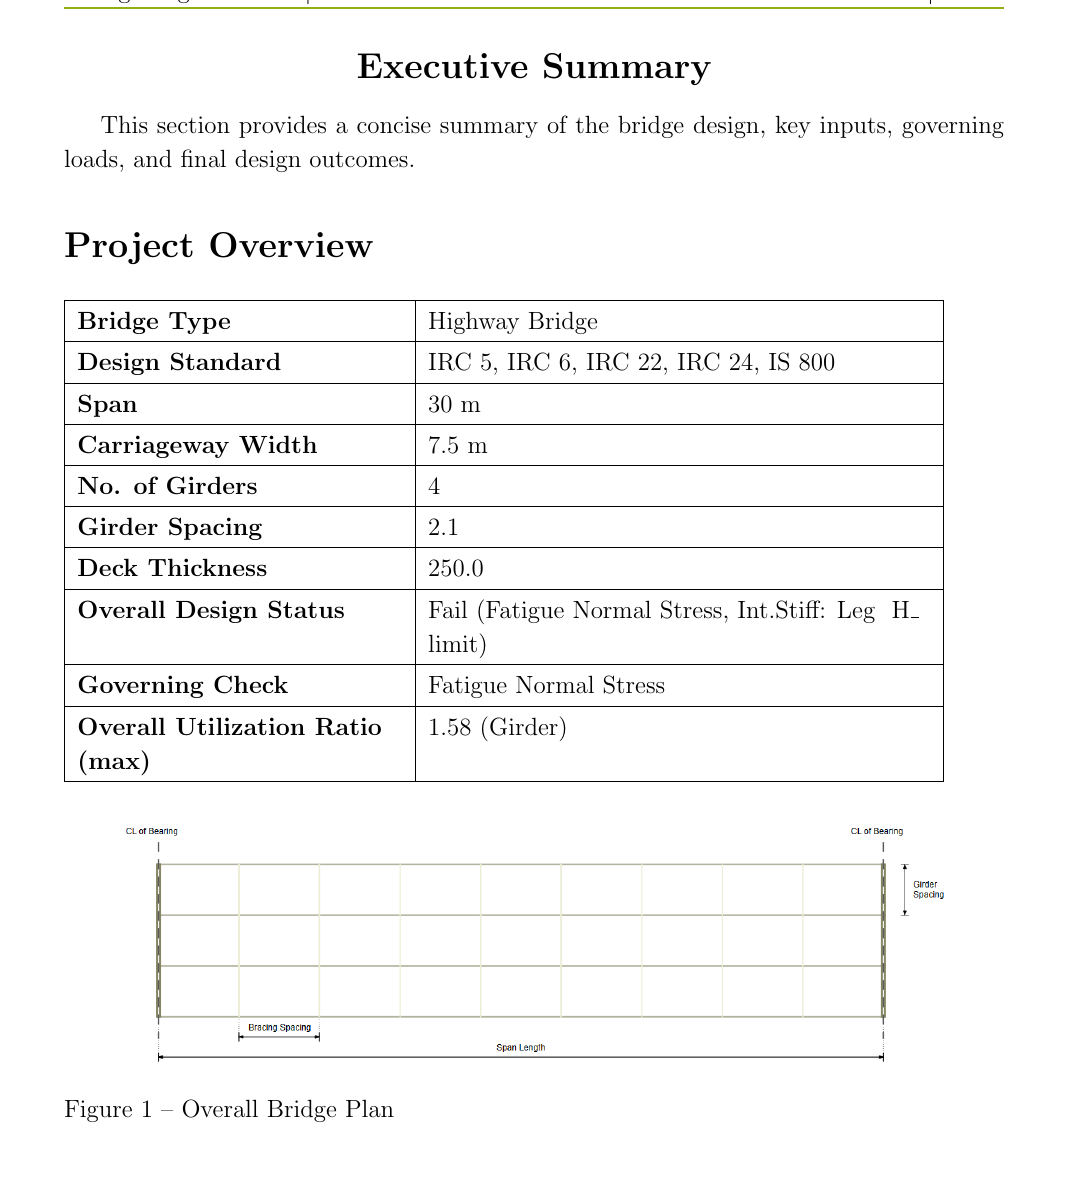 Executive Summary
This section provides a concise summary of the bridge design, key inputs, governing
loads, and final design outcomes.
Project Overview
Bridge Type Highway Bridge
Design Standard IRC 5, IRC 6, IRC 22, IRC 24, IS 800
Span 30 m
Carriageway Width 7.5 m
No. of Girders 4
Girder Spacing 2.1
Deck Thickness 250.0
Overall Design Status Fail (Fatigue Normal Stress, Int.Stiff: Leg H_
limit)
Governing Check Fatigue Normal Stress
Overall Utilization Ratio 1.58 (Girder)
(max)
CL of Bearing CL of Bearing
Girder
Spacing
Bracing Spacing
Span Length
Figure 1 – Overall Bridge Plan